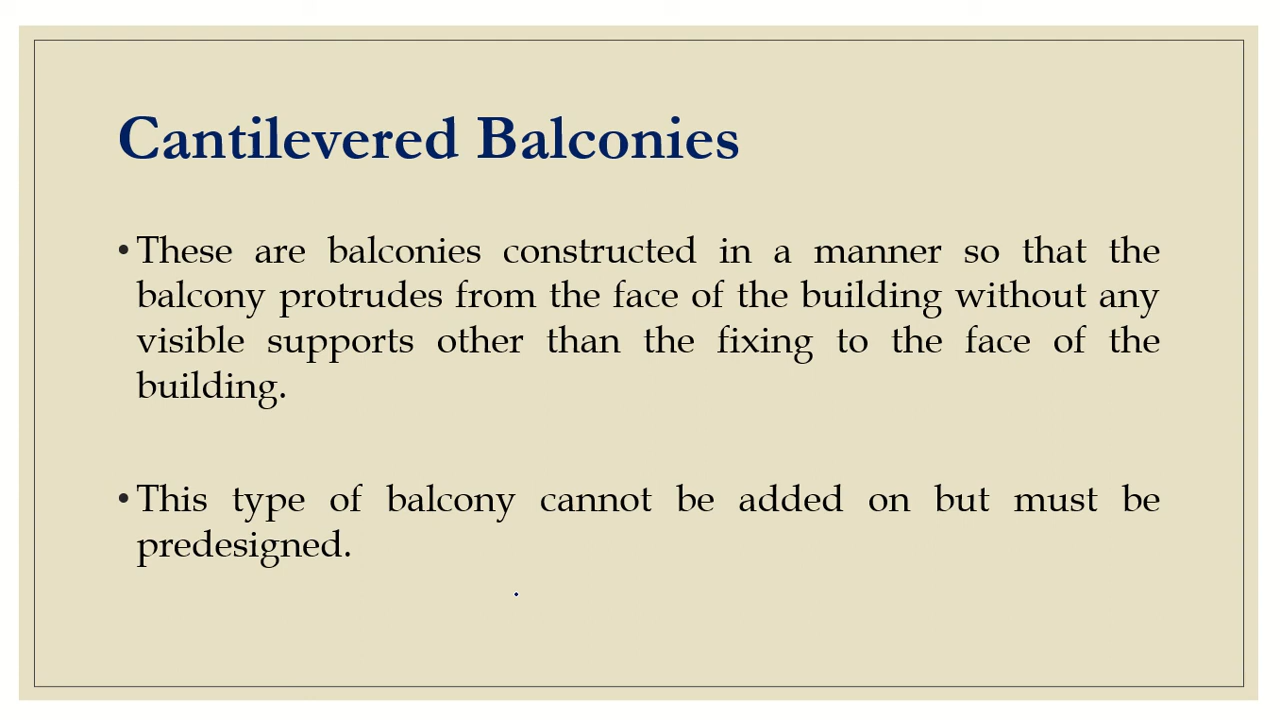 Cantilevered Balconies
• These are balconies constructed in a manner so that the
balcony protrudes from the face of the building without any
visible supports other than the fixing to the face of the
building.
• This type of balcony cannot be added on but must be
predesigned.